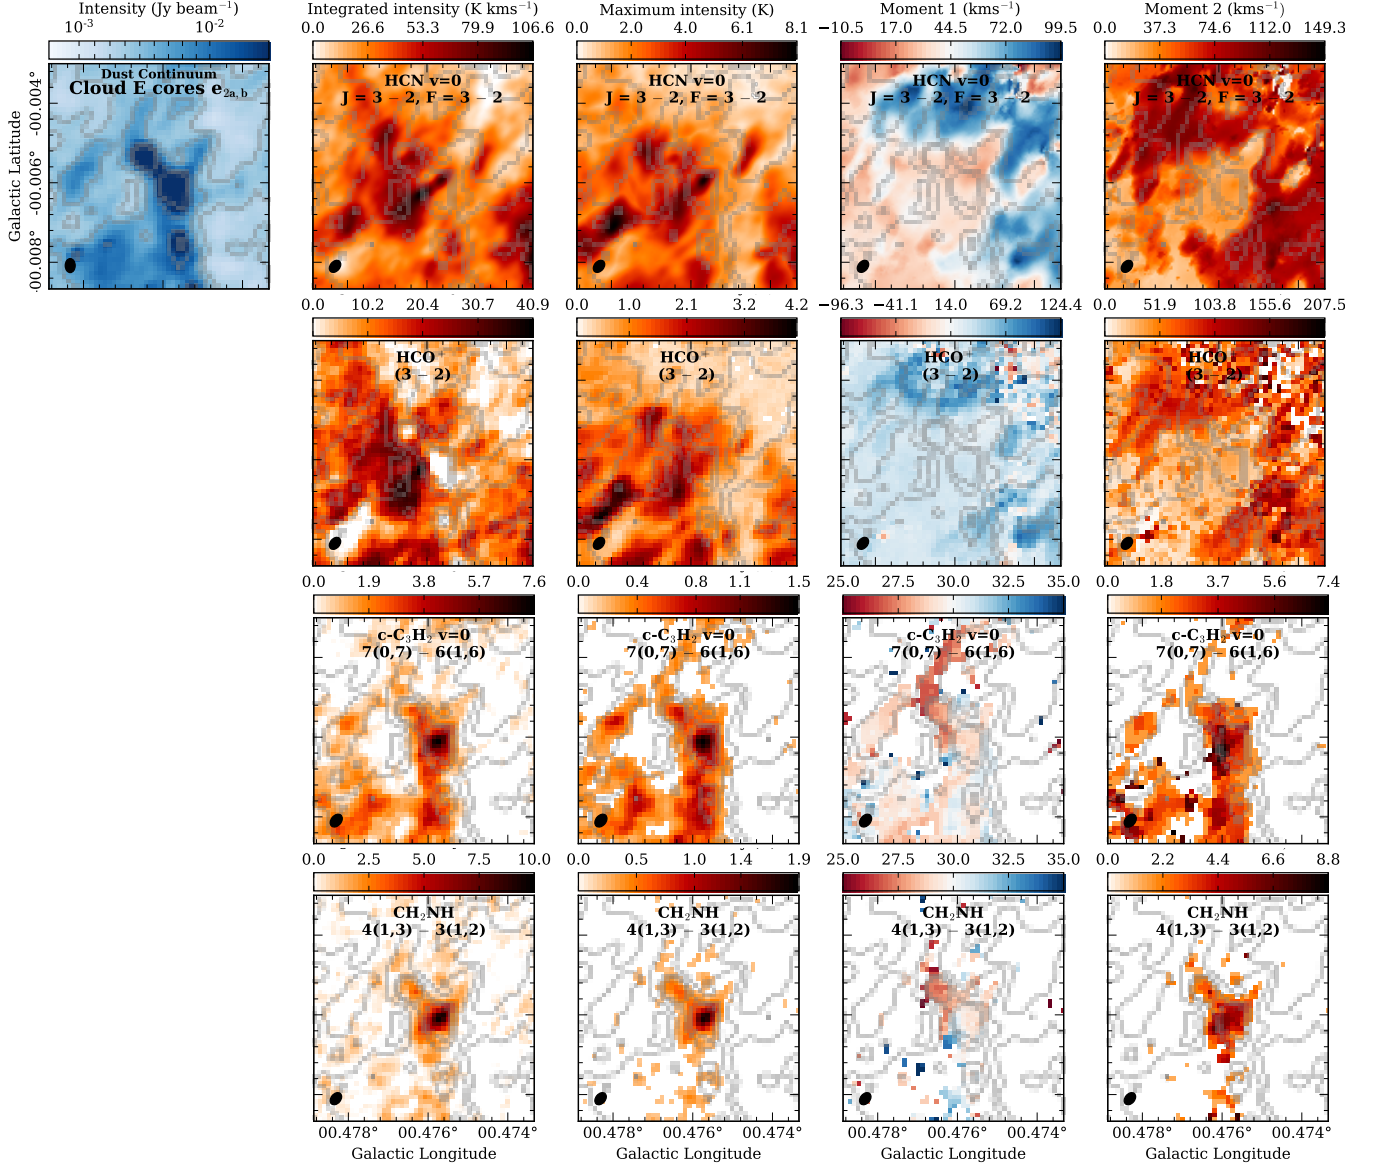 Intensity (Jy beam⁻¹) Integrated intensity (K kms⁻¹) Maximum intensity (K) Moment 1 (kms⁻¹) Moment 2 (kms⁻¹)
10⁻³ 10⁻² 0.0 26.6 53.3 79.9 106.6 0.0 2.0 4.1 6.1 8.1 −10.5 17.0 44.5 72.0 99.5 0.0 37.3 74.6 112.0 149.3
Dust Continuum
Cloud E cores e₂ₐ,b
HCN v=0
J = 3 − 2, F = 3 − 2
HCN v=0
J = 3 − 2, F = 3 − 2
HCN v=0
J = 3 − 2, F = 3 − 2
HCN v=0
J = 3 − 2, F = 3 − 2
Galactic Latitude
-00.004°
-00.006°
00.008°
0.0 10.2 20.4 30.7 40.9 0.0 1.0 2.1 3.2 4.2 −96.3 −41.1 14.0 69.2 124.4 0.0 51.9 103.8 155.6 207.5
HCO⁺
(3 − 2)
HCO⁺
(3 − 2)
HCO⁺
(3 − 2)
HCO⁺
(3 − 2)
0.0 1.9 3.8 5.7 7.6 0.0 0.4 0.8 1.1 1.5 25.0 27.5 30.0 32.5 35.0 0.0 1.8 3.7 5.6 7.4
c-C₃H₂ v=0
7(0,7) − 6(1,6)
c-C₃H₂ v=0
7(0,7) − 6(1,6)
c-C₃H₂ v=0
7(0,7) − 6(1,6)
c-C₃H₂ v=0
7(0,7) − 6(1,6)
0.0 2.5 5.0 7.5 10.0 0.0 0.5 1.0 1.4 1.9 25.0 27.5 30.0 32.5 35.0 0.0 2.2 4.4 6.6 8.8
CH₂NH
4(1,3) − 3(1,2)
CH₂NH
4(1,3) − 3(1,2)
CH₂NH
4(1,3) − 3(1,2)
CH₂NH
4(1,3) − 3(1,2)
00.478° 00.476° 00.474° 00.478° 00.476° 00.474° 00.478° 00.476° 00.474° 00.478° 00.476° 00.474°
Galactic Longitude Galactic Longitude Galactic Longitude Galactic Longitude